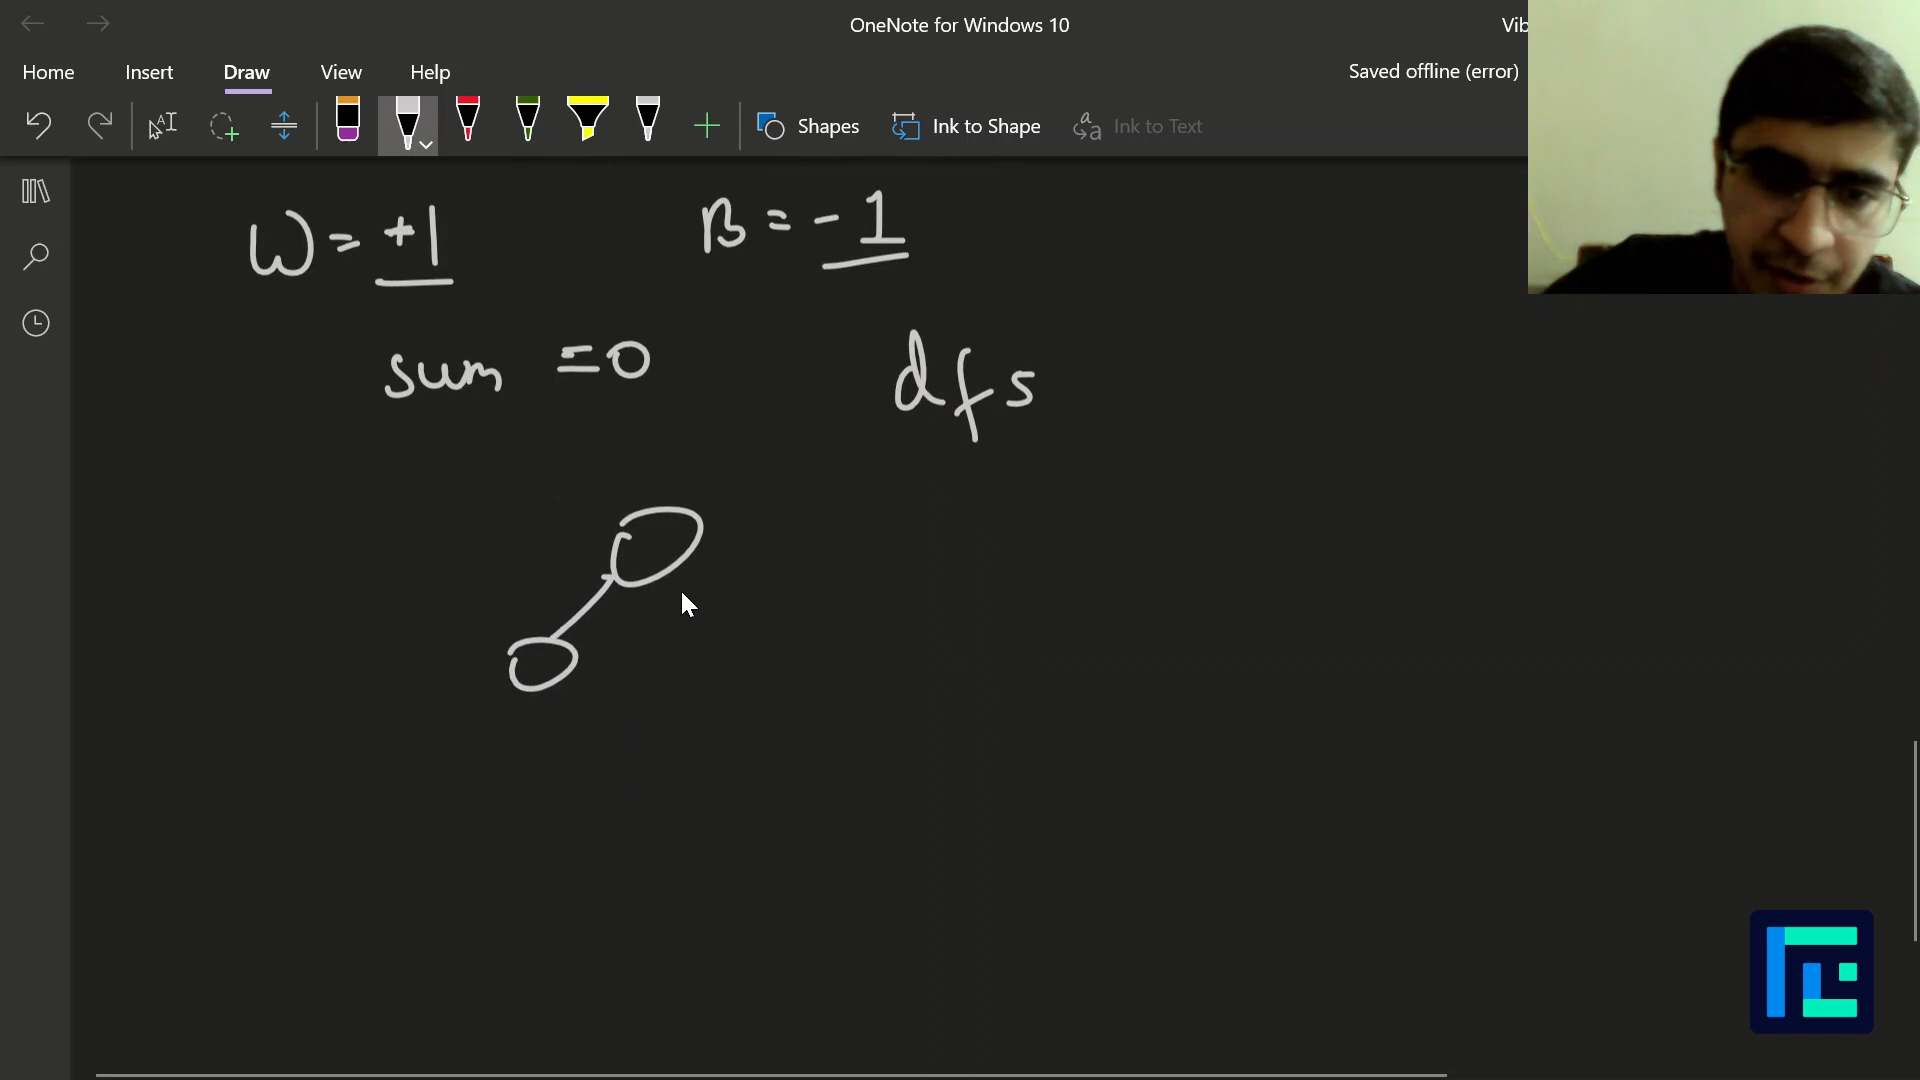 OneNote for Windows 10
Vib
Home Insert Draw View Help
Saved offline (error)
Shapes Ink to Shape Ink to Text
W = +1 B = -1
sum = 0 dfs